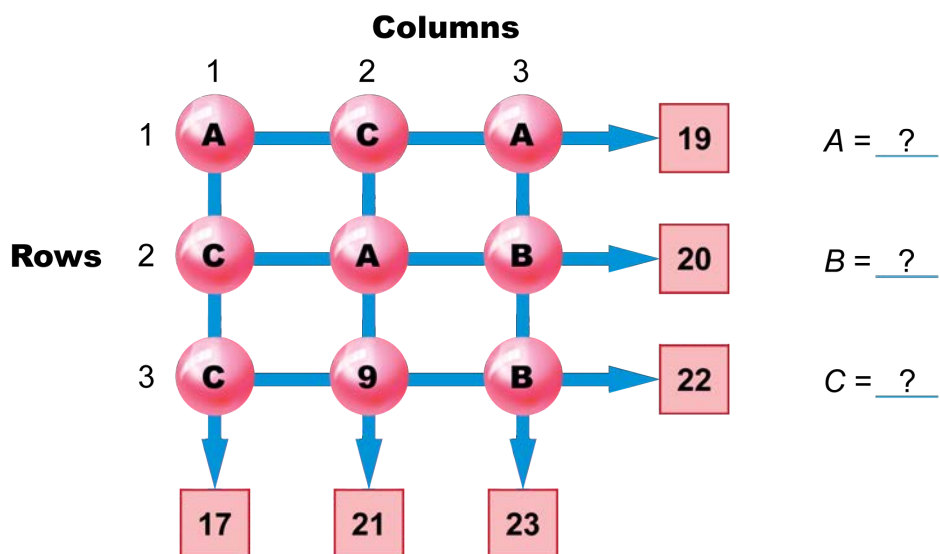 Columns
1 2 3
1 A C A 19 A = ?
Rows 2 C A B 20 B = ?
3 C 9 B 22 C = ?
17 21 23